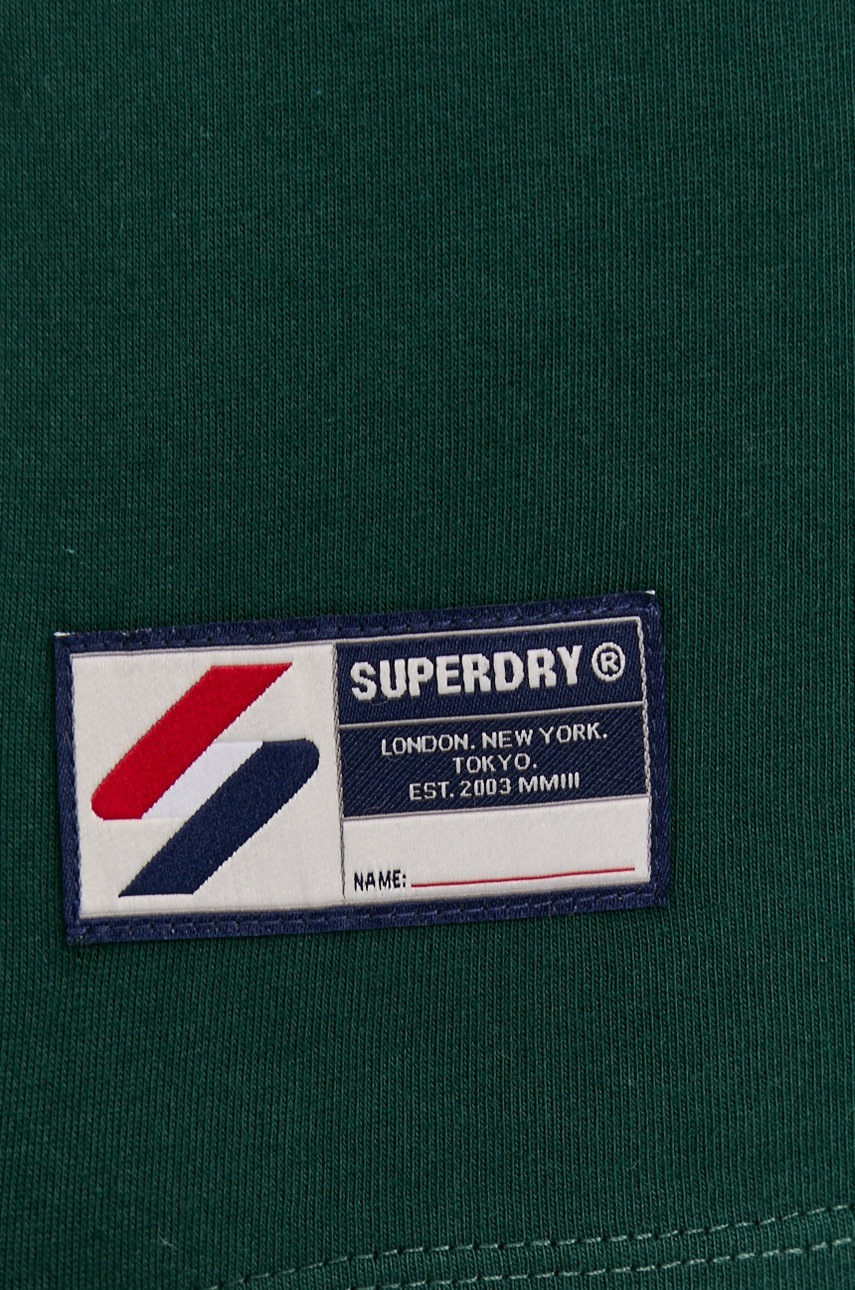 SUPERDRY®
LONDON. NEW YORK.
TOKYO.
EST. 2003 MMIII
NAME: